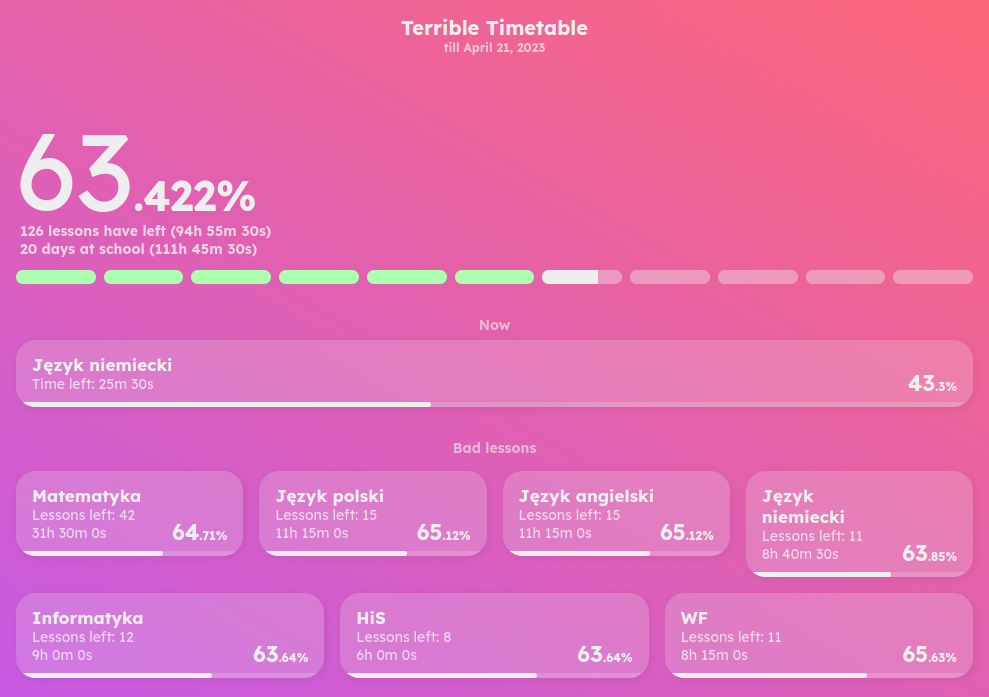 Terrible Timetable
till April 21, 2023
63.422%
126 lessons have left (94h 55m 30s)
20 days at school (111h 45m 30s)
Now
Język niemiecki
Time left: 25m 30s
43.3%
Bad lessons
Matematyka
Lessons left: 42
31h 30m 0s
64.71%
Język polski
Lessons left: 15
11h 15m 0s
65.12%
Język angielski
Lessons left: 15
11h 15m 0s
65.12%
Język
niemiecki
Lessons left: 11
8h 40m 30s
63.85%
Informatyka
Lessons left: 12
9h 0m 0s
63.64%
HiS
Lessons left: 8
6h 0m 0s
63.64%
WF
Lessons left: 11
8h 15m 0s
65.63%